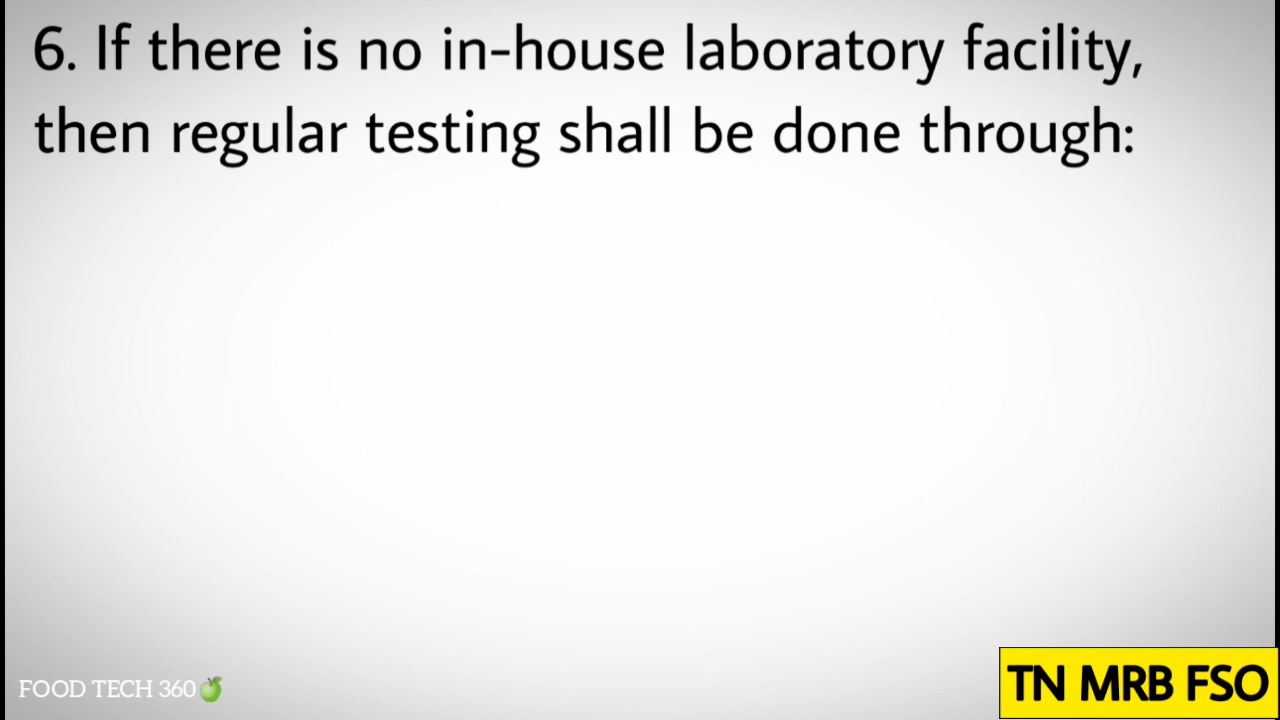 6. If there is no in-house laboratory facility,
then regular testing shall be done through:
FOOD TECH 360
TN MRB FSO